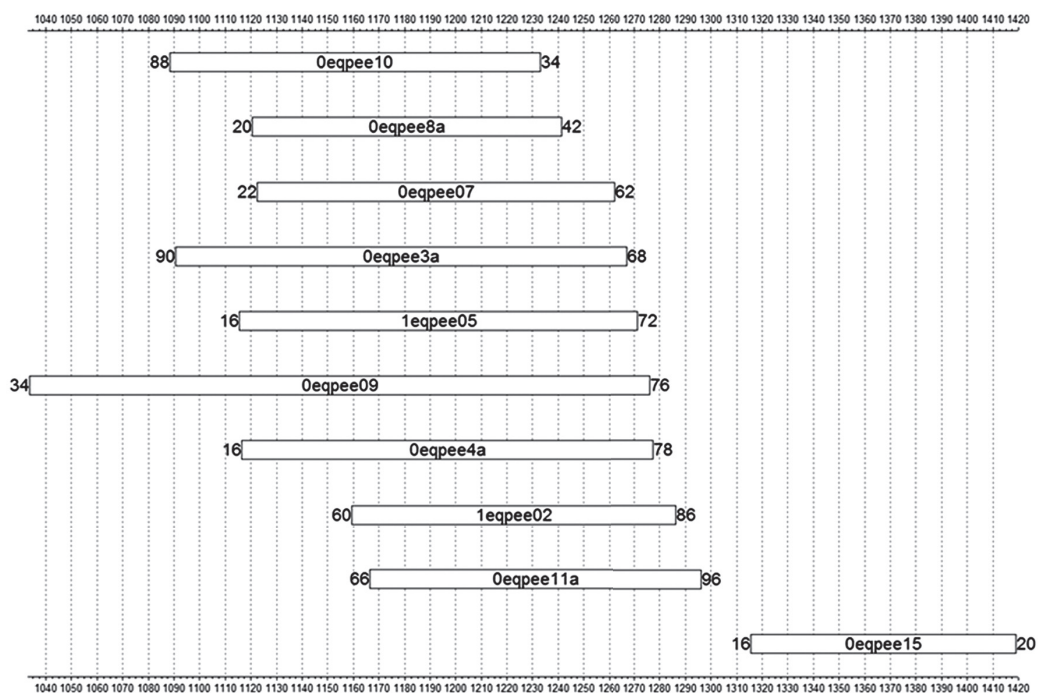 1040 1050 1060 1070 1080 1090 1100 1110 1120 1130 1140 1150 1160 1170 1180 1190 1200 1210 1220 1230 1240 1250 1260 1270 1280 1290 1300 1310 1320 1330 1340 1350 1360 1370 1380 1390 1400 1410 1420
88 0eqpee10 34
20 0eqpee8a 42
22 0eqpee07 62
90 0eqpee3a 68
16 1eqpee05 72
34 0eqpee09 76
16 0eqpee4a 78
60 1eqpee02 86
66 0eqpee11a 96
16 0eqpee15 20
1040 1050 1060 1070 1080 1090 1100 1110 1120 1130 1140 1150 1160 1170 1180 1190 1200 1210 1220 1230 1240 1250 1260 1270 1280 1290 1300 1310 1320 1330 1340 1350 1360 1370 1380 1390 1400 1410 1420